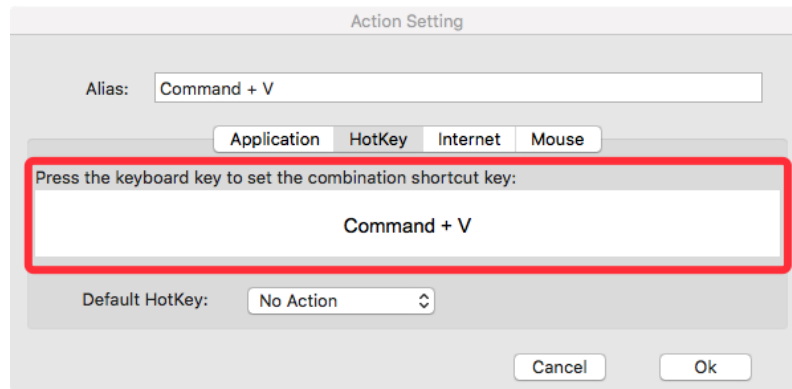 Action Setting
Alias: Command + V
Application HotKey Internet Mouse
Press the keyboard key to set the combination shortcut key:
Command + V
Default HotKey: No Action
Cancel Ok